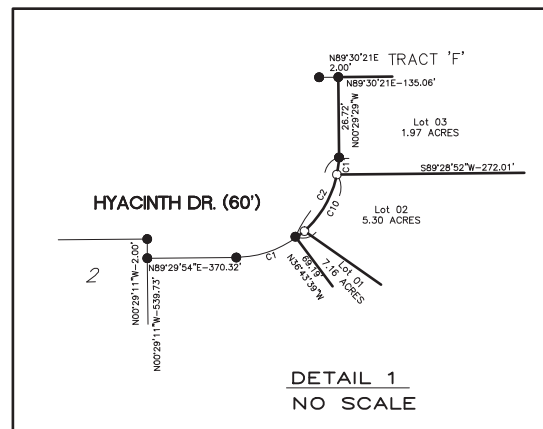 N89°30'21E
2.00'
TRACT 'F'
N89°30'21E-135.06'
26.72'
N00°29'29"W
Lot 03
1.97 ACRES
C11
S89°28'52"W-272.01'
C2
C10
HYACINTH DR. (60')
Lot 02
5.30 ACRES
2
N00°29'11"W-2.00'
N00°29'11"W-539.73'
N89°29'54"E-370.32'
C1
69.19'
N36°43'39"W
Lot 01
7.16 ACRES
DETAIL 1
NO SCALE